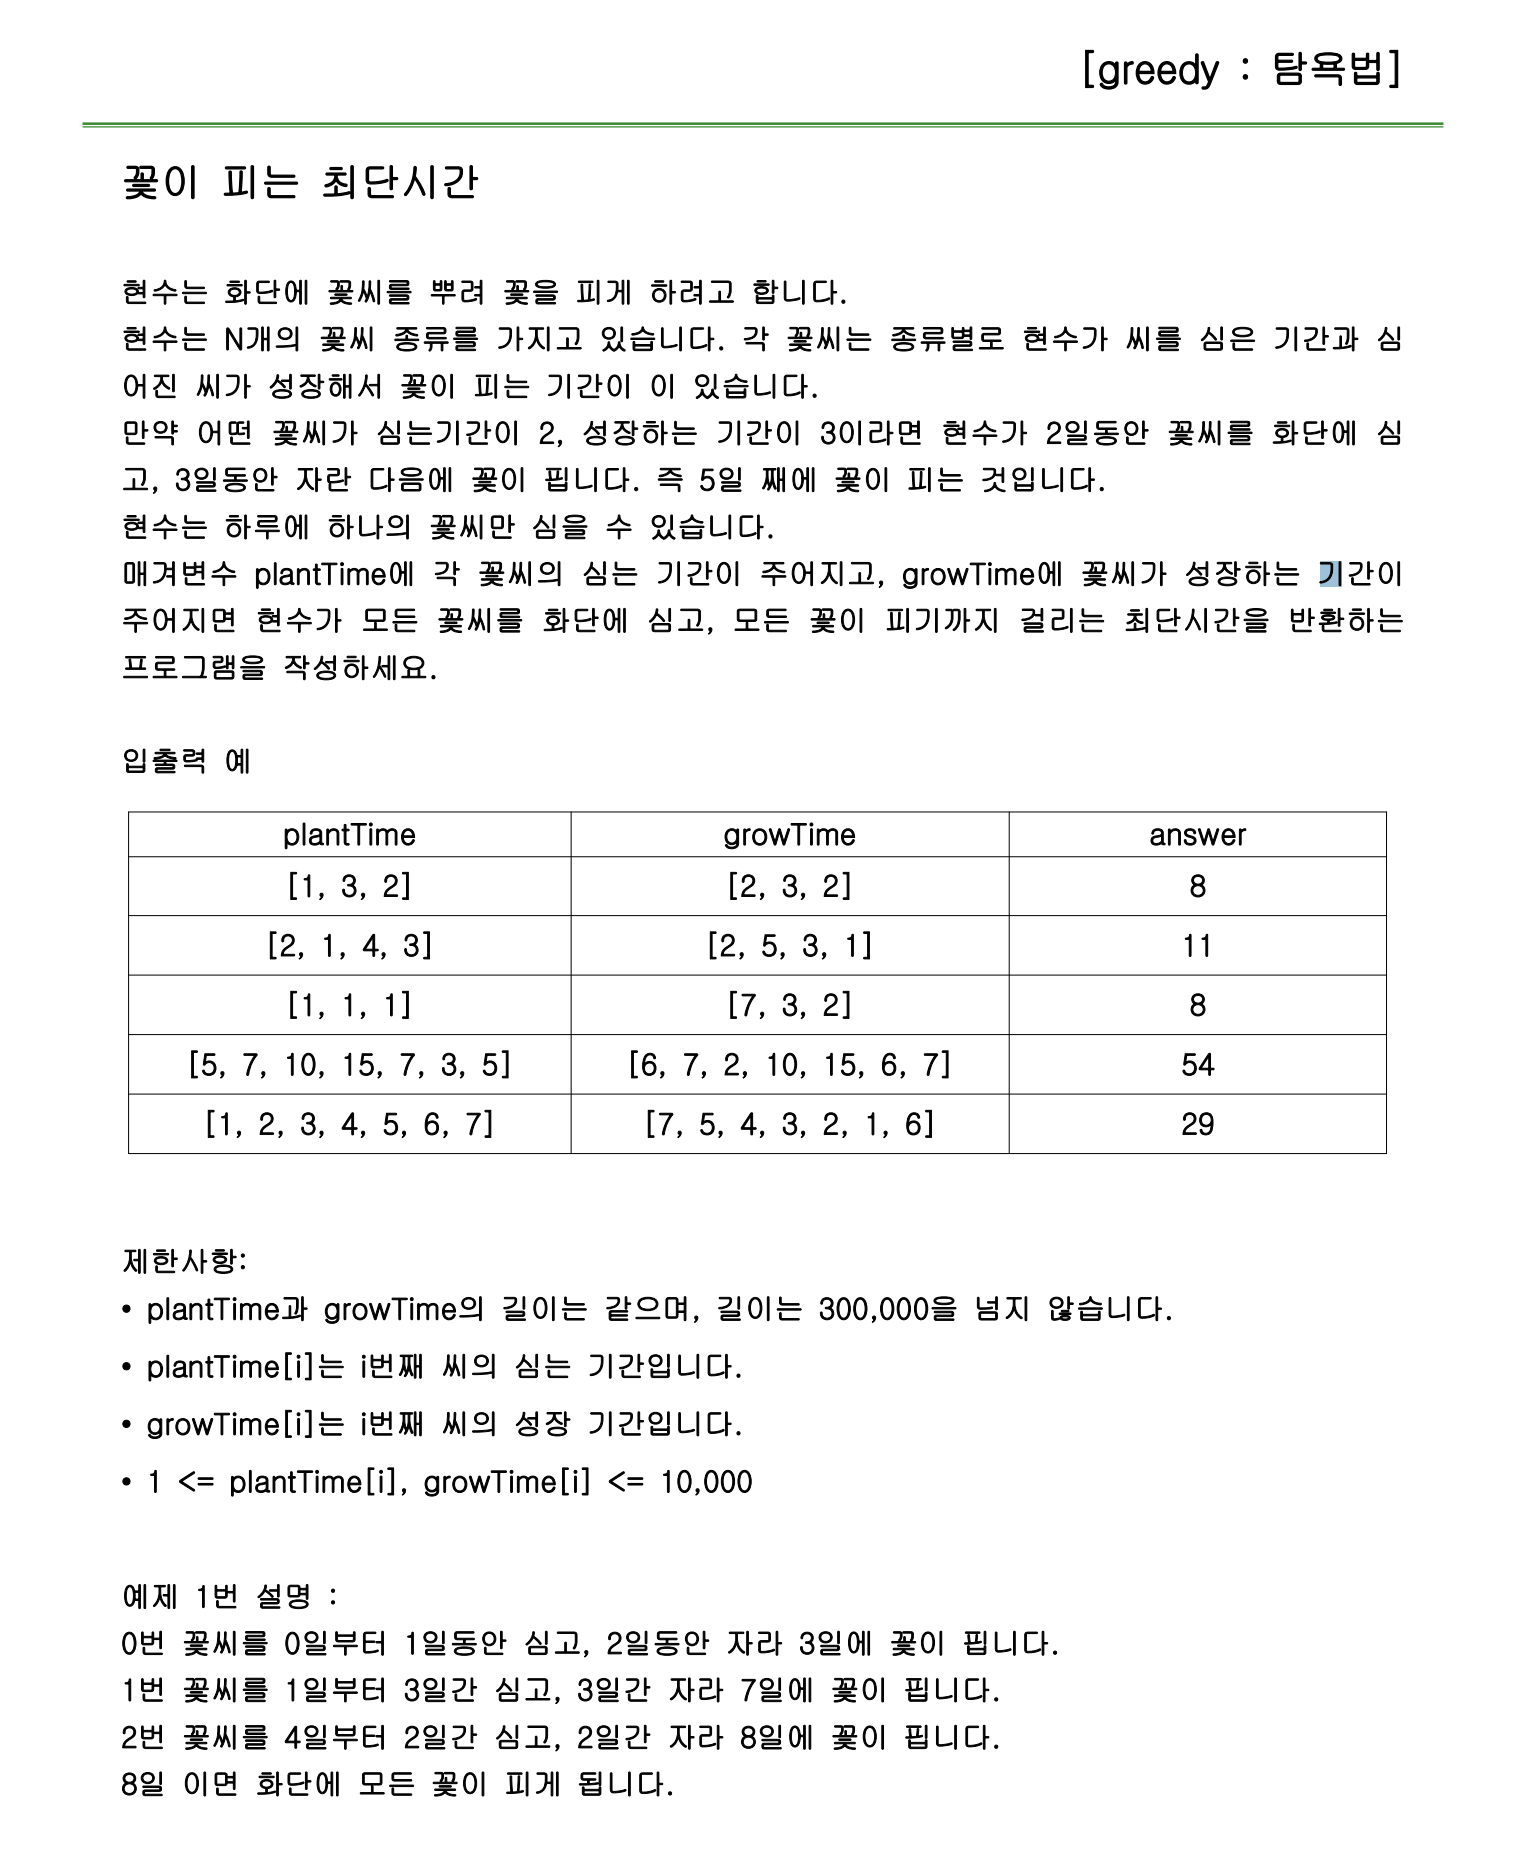 [greedy : 탐욕법]
꽃이 피는 최단시간
현수는 화단에 꽃씨를 뿌려 꽃을 피게 하려고 합니다.
현수는 N개의 꽃씨 종류를 가지고 있습니다. 각 꽃씨는 종류별로 현수가 씨를 심은 기간과 심
어진 씨가 성장해서 꽃이 피는 기간이 이 있습니다.
만약 어떤 꽃씨가 심는기간이 2, 성장하는 기간이 3이라면 현수가 2일동안 꽃씨를 화단에 심
고, 3일동안 자란 다음에 꽃이 핍니다. 즉 5일 째에 꽃이 피는 것입니다.
현수는 하루에 하나의 꽃씨만 심을 수 있습니다.
매겨변수 plantTime에 각 꽃씨의 심는 기간이 주어지고, growTime에 꽃씨가 성장하는 기간이
주어지면 현수가 모든 꽃씨를 화단에 심고, 모든 꽃이 피기까지 걸리는 최단시간을 반환하는
프로그램을 작성하세요.
입출력 예
plantTime growTime answer
[1, 3, 2] [2, 3, 2] 8
[2, 1, 4, 3] [2, 5, 3, 1] 11
[1, 1, 1] [7, 3, 2] 8
[5, 7, 10, 15, 7, 3, 5] [6, 7, 2, 10, 15, 6, 7] 54
[1, 2, 3, 4, 5, 6, 7] [7, 5, 4, 3, 2, 1, 6] 29
제한사항:
• plantTime과 growTime의 길이는 같으며, 길이는 300,000을 넘지 않습니다.
• plantTime[i]는 i번째 씨의 심는 기간입니다.
• growTime[i]는 i번째 씨의 성장 기간입니다.
• 1 <= plantTime[i], growTime[i] <= 10,000
예제 1번 설명 :
0번 꽃씨를 0일부터 1일동안 심고, 2일동안 자라 3일에 꽃이 핍니다.
1번 꽃씨를 1일부터 3일간 심고, 3일간 자라 7일에 꽃이 핍니다.
2번 꽃씨를 4일부터 2일간 심고, 2일간 자라 8일에 꽃이 핍니다.
8일 이면 화단에 모든 꽃이 피게 됩니다.